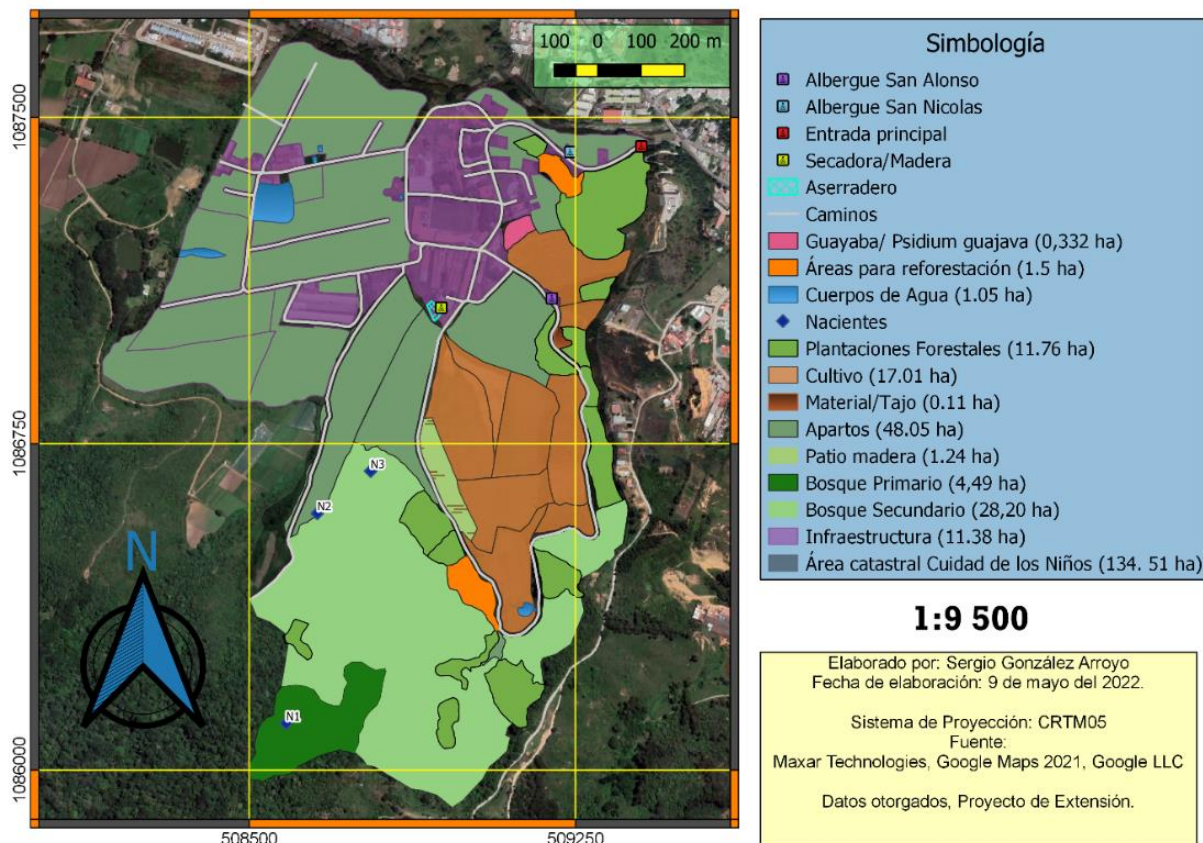 100 0 100 200 m
1087500
1086750
1086000
508500
509250
N
N3
N2
N1
Simbología
Albergue San Alonso
Albergue San Nicolas
Entrada principal
Secadora/Madera
Aserradero
Caminos
Guayaba/ Psidium guajava (0,332 ha)
Áreas para reforestación (1.5 ha)
Cuerpos de Agua (1.05 ha)
Nacientes
Plantaciones Forestales (11.76 ha)
Cultivo (17.01 ha)
Material/Tajo (0.11 ha)
Apartos (48.05 ha)
Patio madera (1.24 ha)
Bosque Primario (4,49 ha)
Bosque Secundario (28,20 ha)
Infraestructura (11.38 ha)
Área catastral Cuidad de los Niños (134. 51 ha)
1:9 500
Elaborado por: Sergio González Arroyo
Fecha de elaboración: 9 de mayo del 2022.
Sistema de Proyección: CRTM05
Fuente:
Maxar Technologies, Google Maps 2021, Google LLC
Datos otorgados, Proyecto de Extensión.